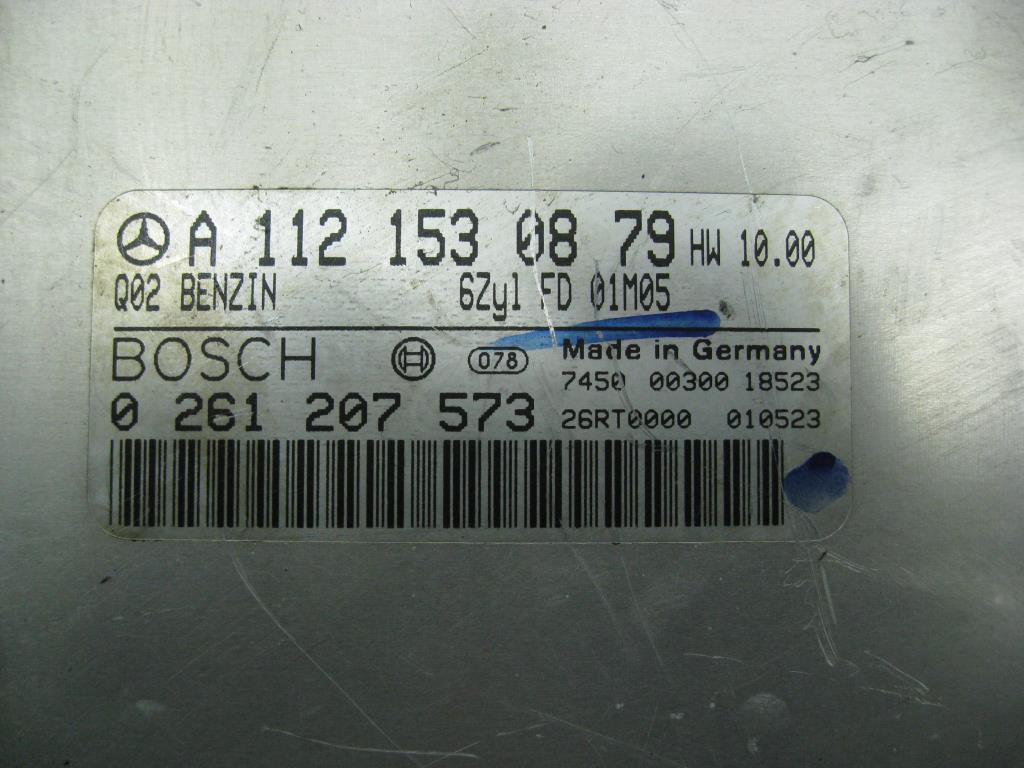 A 112 153 08 79 HW 10.00
Q02 BENZIN 6Zyl FD 01M05
BOSCH 078 Made in Germany
7450 00300 18523
0 261 207 573 26RT0000 010523